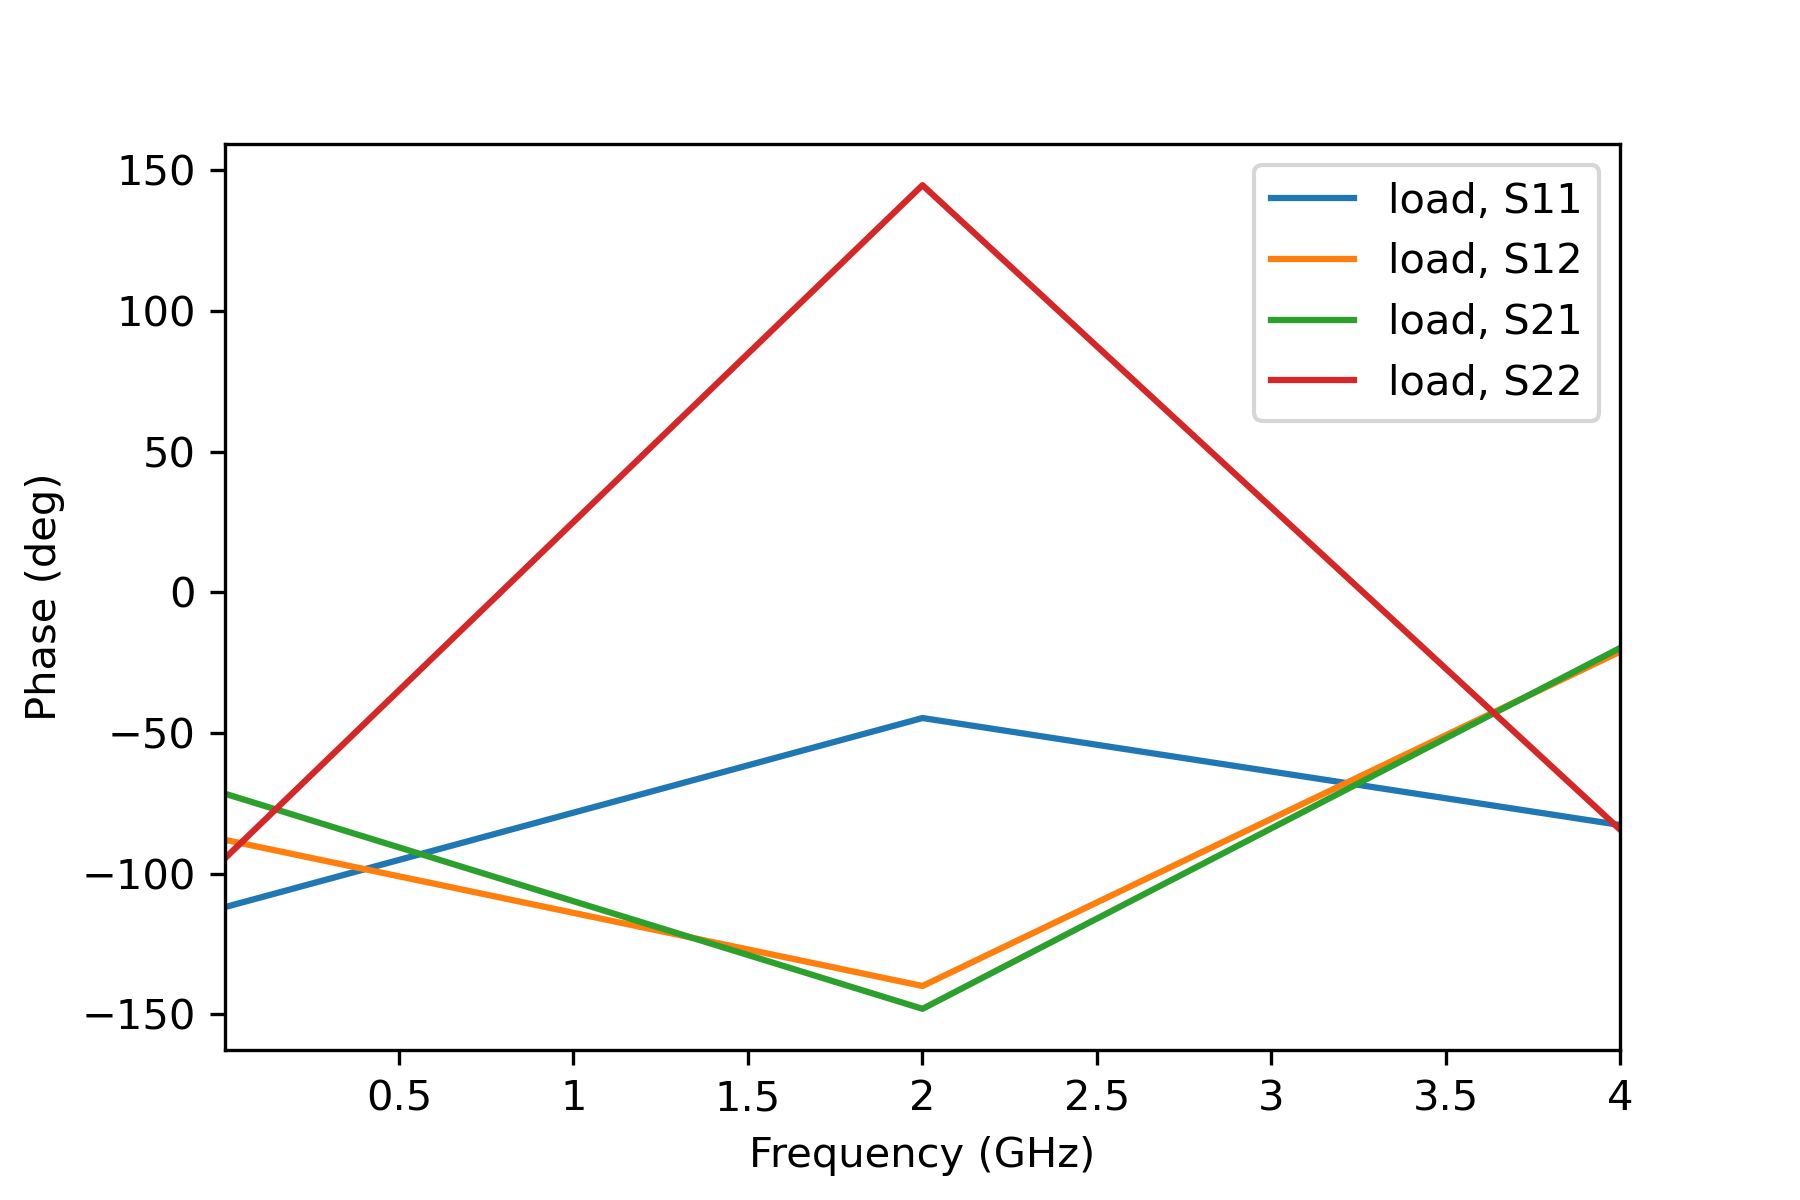 150
100
50
0
−50
−100
−150
Phase (deg)
load, S11
load, S12
load, S21
load, S22
0.5 1 1.5 2 2.5 3 3.5 4
Frequency (GHz)